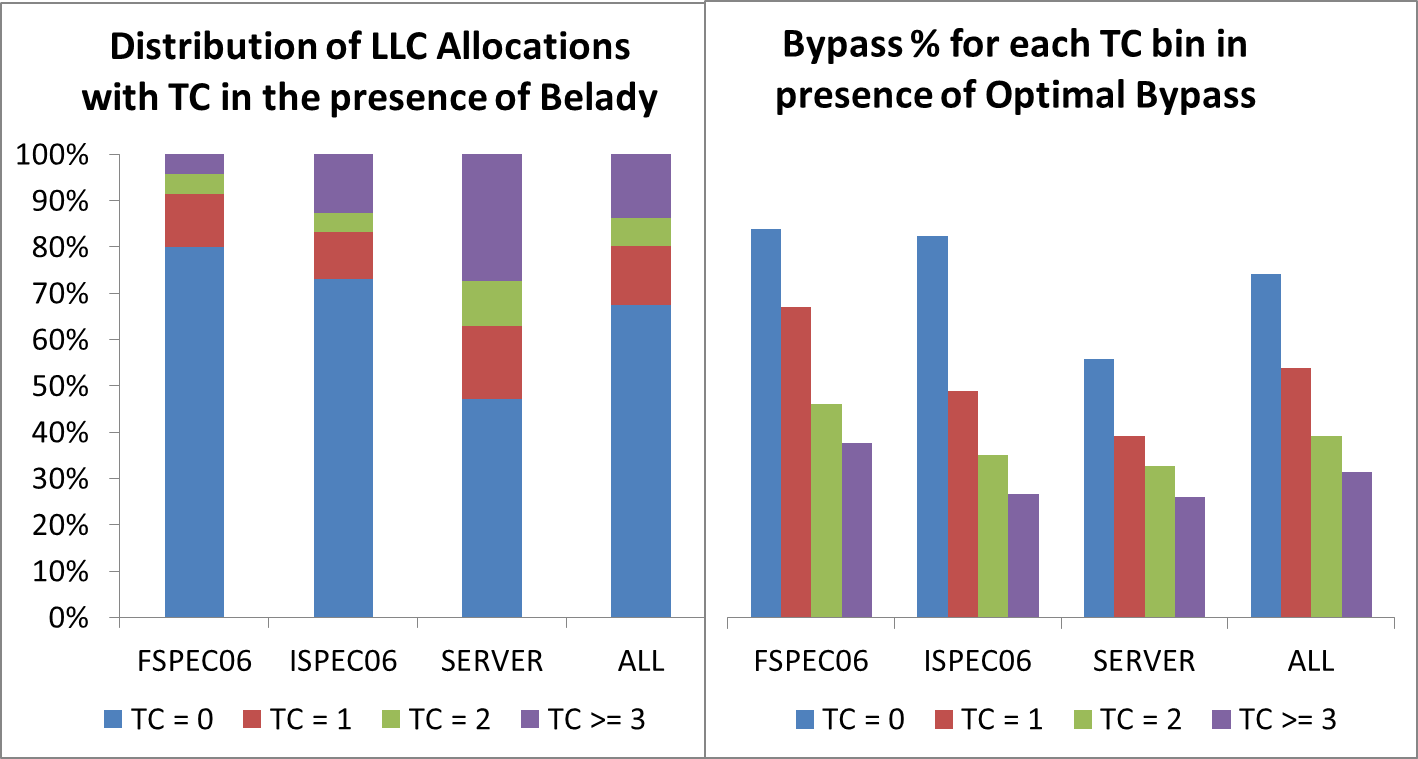 Distribution of LLC Allocations
with TC in the presence of Belady
100%
90%
80%
70%
60%
50%
40%
30%
20%
10%
0%
FSPEC06 ISPEC06 SERVER ALL
TC = 0 TC = 1 TC = 2 TC >= 3
Bypass % for each TC bin in
presence of Optimal Bypass
FSPEC06 ISPEC06 SERVER ALL
TC = 0 TC = 1 TC = 2 TC >= 3